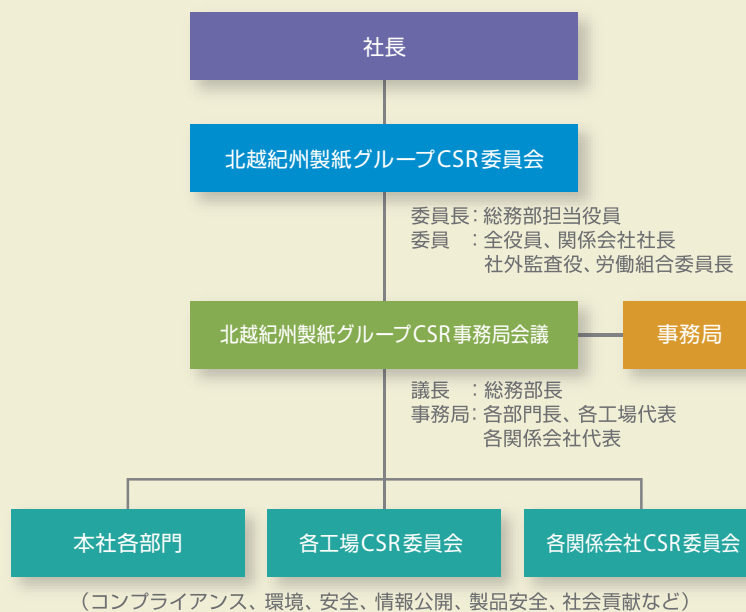 社長
北越紀州製紙グループCSR委員会
委員長：総務部担当役員
委員　：全役員、関係会社社長
社外監査役、労働組合委員長
北越紀州製紙グループCSR事務局会議
事務局
議長　：総務部長
事務局：各部門長、各工場代表
各関係会社代表
本社各部門
各工場CSR委員会
各関係会社CSR委員会
（コンプライアンス、環境、安全、情報公開、製品安全、社会貢献など）